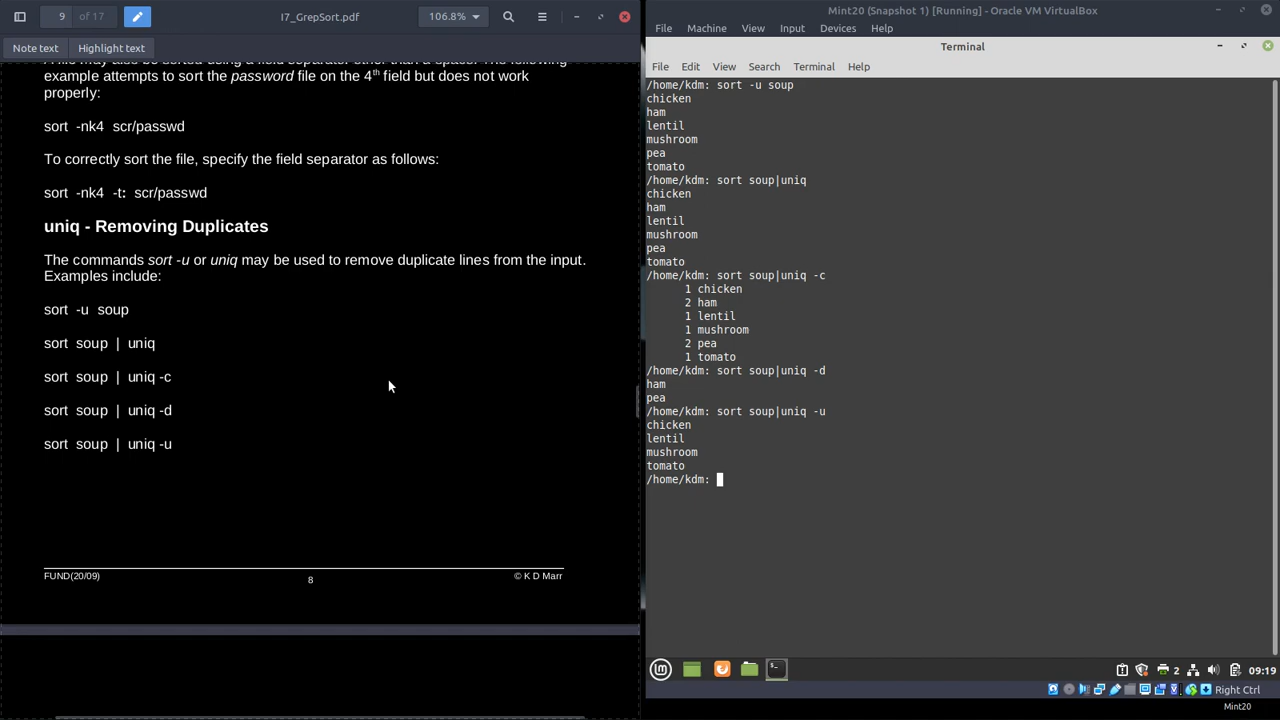 9 of 17
I7_GrepSort.pdf
106.8%
Note text Highlight text
example attempts to sort the password file on the 4th field but does not work
properly:
sort -nk4 scr/passwd
To correctly sort the file, specify the field separator as follows:
sort -nk4 -t: scr/passwd
uniq - Removing Duplicates
The commands sort -u or uniq may be used to remove duplicate lines from the input.
Examples include:
sort -u soup
sort soup | uniq
sort soup | uniq -c
sort soup | uniq -d
sort soup | uniq -u
FUND(20/09)
8
© K D Marr
Mint20 (Snapshot 1) [Running] - Oracle VM VirtualBox
File Machine View Input Devices Help
Terminal
File Edit View Search Terminal Help
/home/kdm: sort -u soup
chicken
ham
lentil
mushroom
pea
tomato
/home/kdm: sort soup|uniq
chicken
ham
lentil
mushroom
pea
tomato
/home/kdm: sort soup|uniq -c
1 chicken
2 ham
1 lentil
1 mushroom
2 pea
1 tomato
/home/kdm: sort soup|uniq -d
ham
pea
/home/kdm: sort soup|uniq -u
chicken
lentil
mushroom
tomato
/home/kdm:
2 09:19
Right Ctrl
Mint20